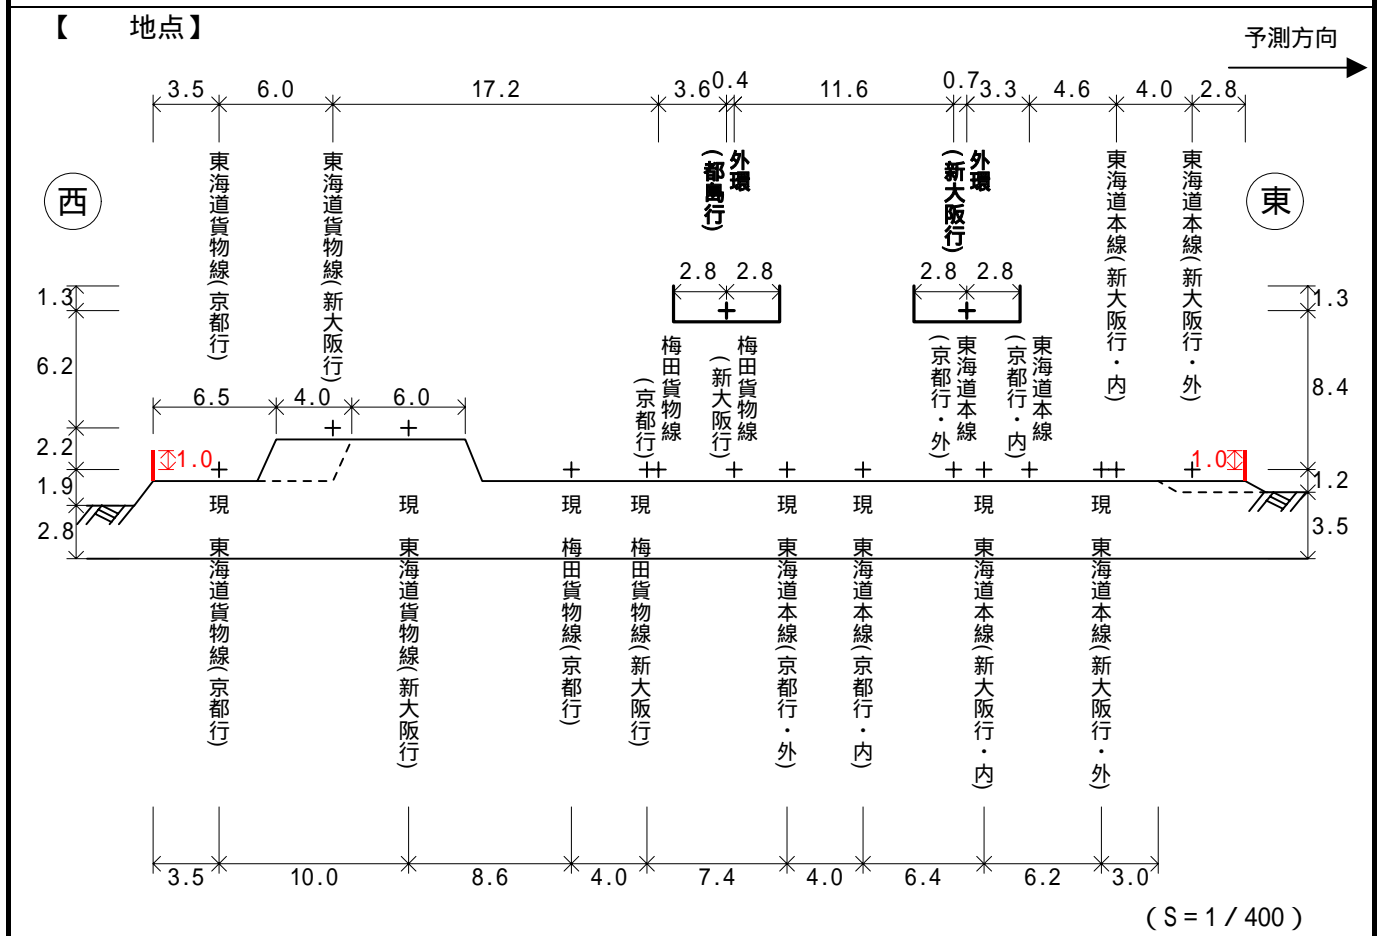 【　　地点】
予測方向
3.5 6.0 17.2 3.6 0.4 11.6 0.7 3.3 4.6 4.0 2.8
西
東
東海道貨物線(京都行)
東海道貨物線(新大阪行)
外環
(都島行)
外環
(新大阪行)
東海道本線(新大阪行・内)
東海道本線(新大阪行・外)
2.8 2.8
2.8 2.8
1.3
6.2
2.2
1.9
2.8
1.3
8.4
1.2
3.5
梅田貨物線
(京都行)
梅田貨物線
(新大阪行)
東海道本線
(京都行・外)
東海道本線
(京都行・内)
6.5 4.0 6.0
1.0
1.0
現 東海道貨物線(京都行)
現 東海道貨物線(新大阪行)
現 梅田貨物線(京都行)
現 梅田貨物線(新大阪行)
現 東海道本線(京都行・外)
現 東海道本線(京都行・内)
現 東海道本線(新大阪行・内)
現 東海道本線(新大阪行・外)
3.5 10.0 8.6 4.0 7.4 4.0 6.4 6.2 3.0
(S=1/400)